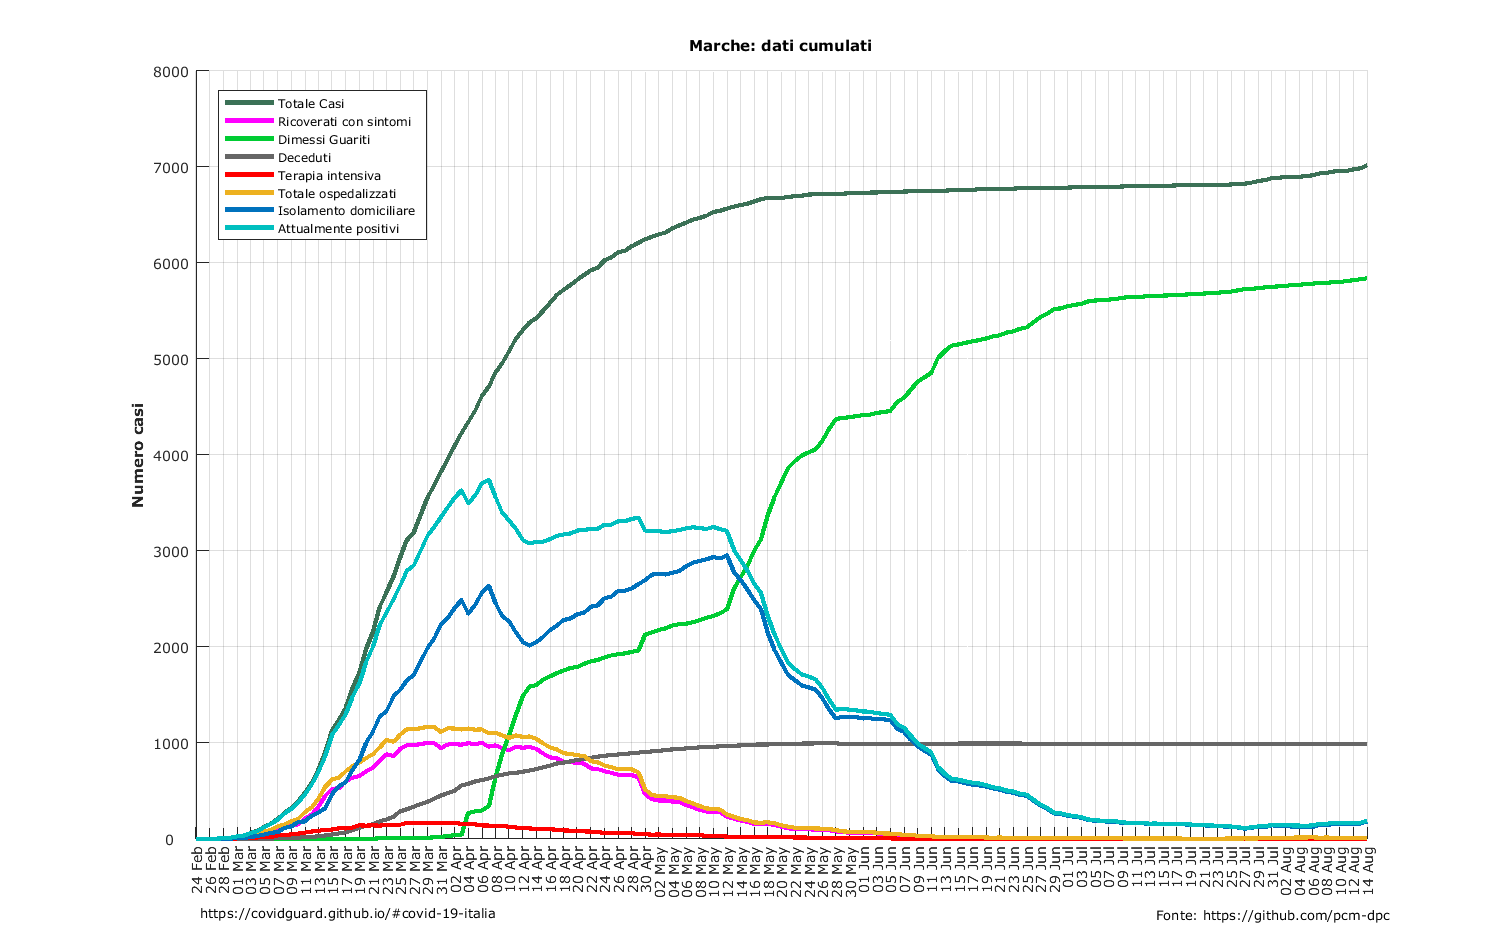 Marche: dati cumulati
8000
7000
6000
5000
4000
3000
2000
1000
0
Numero casi
Totale Casi
Ricoverati con sintomi
Dimessi Guariti
Deceduti
Terapia intensiva
Totale ospedalizzati
Isolamento domiciliare
Attualmente positivi
24 Feb
26 Feb
28 Feb
01 Mar
03 Mar
05 Mar
07 Mar
09 Mar
11 Mar
13 Mar
15 Mar
17 Mar
19 Mar
21 Mar
23 Mar
25 Mar
27 Mar
29 Mar
31 Mar
02 Apr
04 Apr
06 Apr
08 Apr
10 Apr
12 Apr
14 Apr
16 Apr
18 Apr
20 Apr
22 Apr
24 Apr
26 Apr
28 Apr
30 Apr
02 May
04 May
06 May
08 May
10 May
12 May
14 May
16 May
18 May
20 May
22 May
24 May
26 May
28 May
30 May
01 Jun
03 Jun
05 Jun
07 Jun
09 Jun
11 Jun
13 Jun
15 Jun
17 Jun
19 Jun
21 Jun
23 Jun
25 Jun
27 Jun
29 Jun
01 Jul
03 Jul
05 Jul
07 Jul
09 Jul
11 Jul
13 Jul
15 Jul
17 Jul
19 Jul
21 Jul
23 Jul
25 Jul
27 Jul
29 Jul
31 Jul
02 Aug
04 Aug
06 Aug
08 Aug
10 Aug
12 Aug
14 Aug
https://covidguard.github.io/#covid-19-italia
Fonte: https://github.com/pcm-dpc